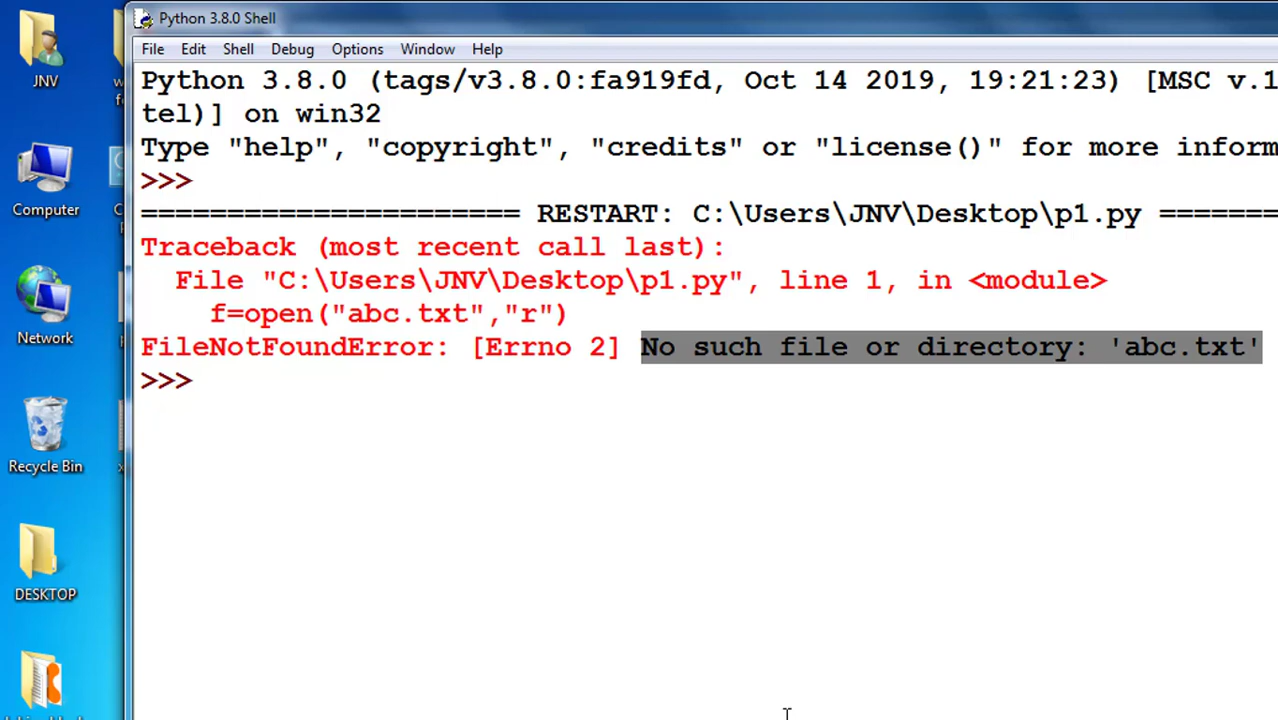 Python 3.8.0 Shell
File Edit Shell Debug Options Window Help
Python 3.8.0 (tags/v3.8.0:fa919fd, Oct 14 2019, 19:21:23) [MSC v.1
tel)] on win32
Type "help", "copyright", "credits" or "license()" for more inform
>>>
====================== RESTART: C:\Users\JNV\Desktop\p1.py =======
Traceback (most recent call last):
File "C:\Users\JNV\Desktop\p1.py", line 1, in <module>
f=open("abc.txt","r")
FileNotFoundError: [Errno 2] No such file or directory: 'abc.txt'
>>>
JNV
Computer
Network
Recycle Bin
DESKTOP